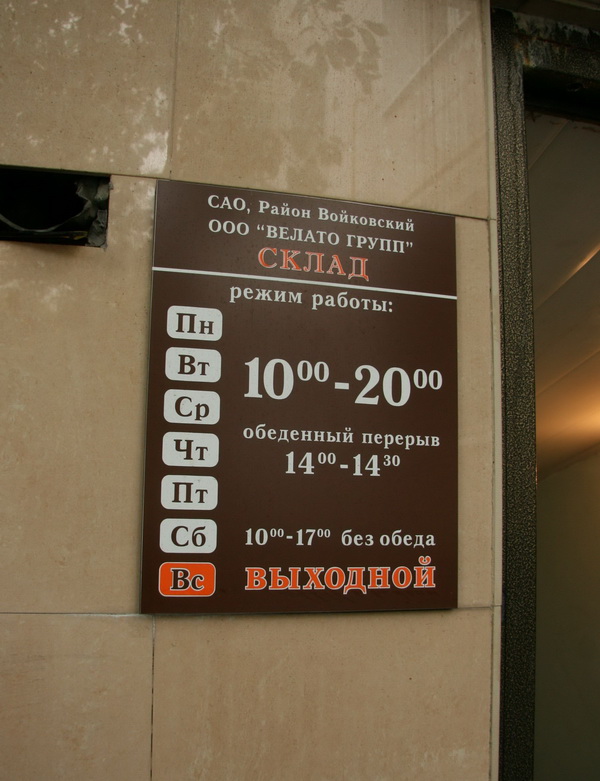 САО, Район Войковский
ООО "ВЕЛАТО ГРУПП"
СКЛАД
режим работы:
Пн
Вт
10⁰⁰-20⁰⁰
Ср
обеденный перерыв
Чт
14⁰⁰-14³⁰
Пт
Сб 10⁰⁰-17⁰⁰ без обеда
Вс выходной